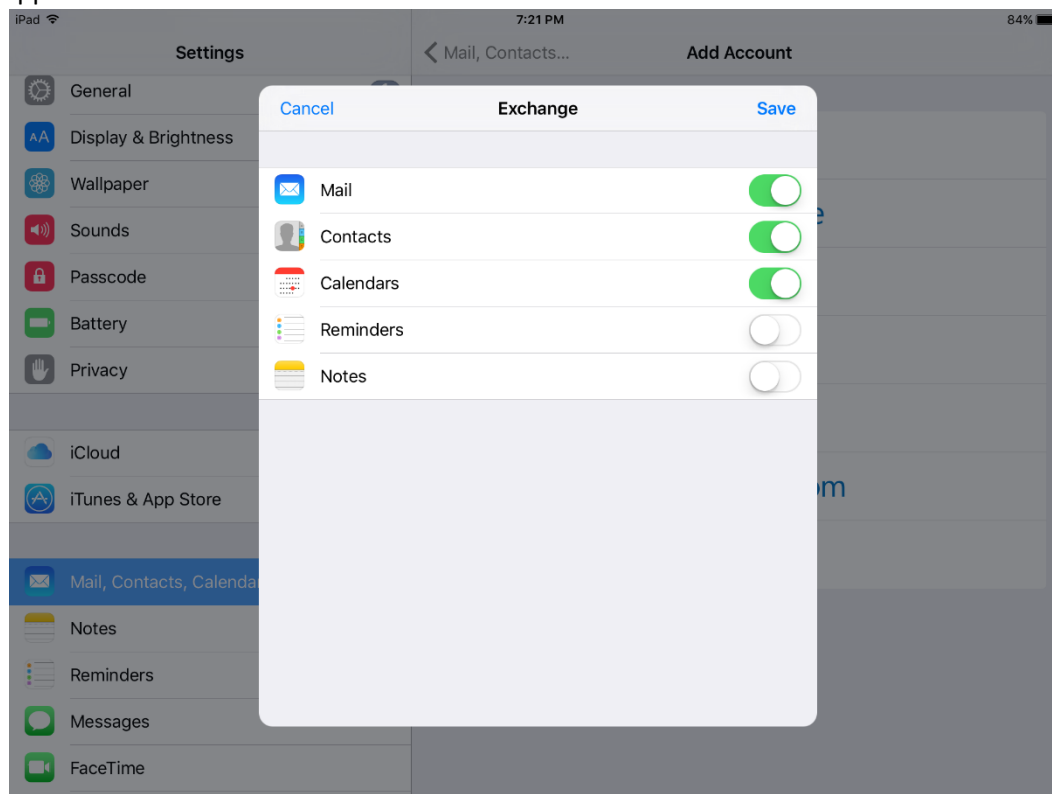 iPad 7:21 PM 84%
Settings
Mail, Contacts... Add Account
General
Display & Brightness
Wallpaper
Sounds
Passcode
Battery
Privacy
iCloud
iTunes & App Store
Mail, Contacts, Calenda
Notes
Reminders
Messages
FaceTime
Cancel Exchange Save
Mail
Contacts
Calendars
Reminders
Notes